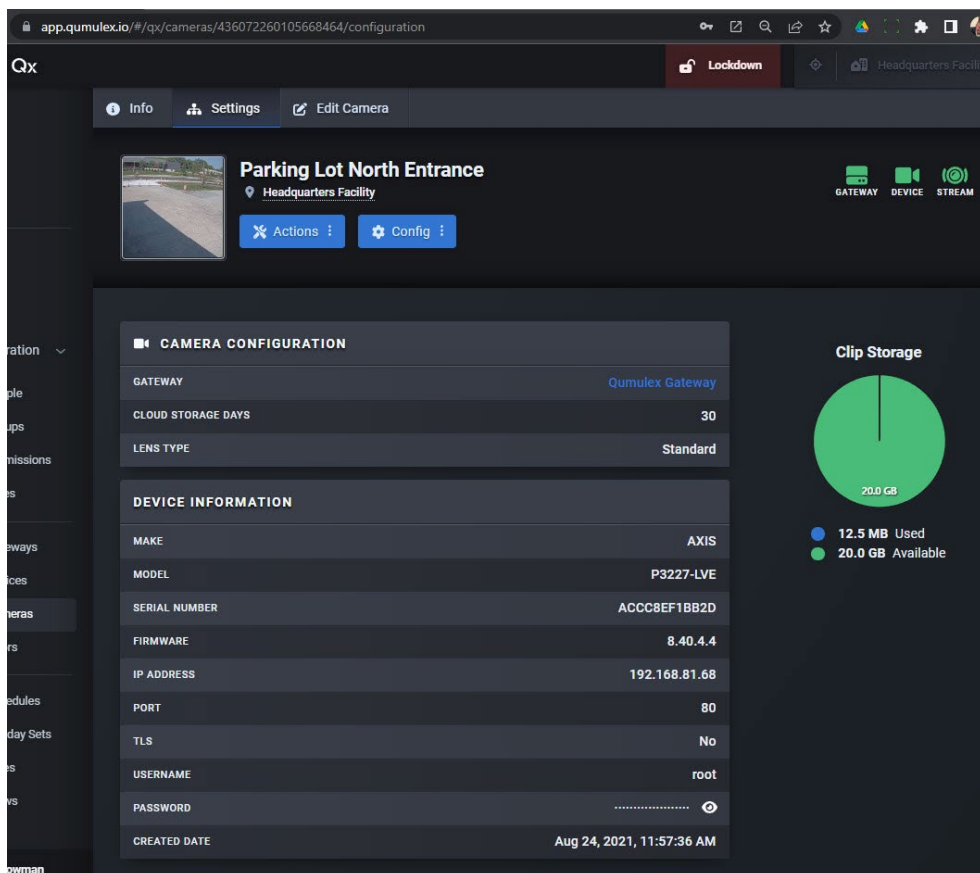 app.qumulex.io/#/qx/cameras/436072260105668464/configuration
Qx
Lockdown
Headquarters Facili
Info
Settings
Edit Camera
Parking Lot North Entrance
Headquarters Facility
Actions
Config
GATEWAY
DEVICE
STREAM
ration
ple
ups
missions
es
eways
ices
neras
rs
edules
day Sets
es
ws
owman
CAMERA CONFIGURATION
GATEWAY Qumulex Gateway
CLOUD STORAGE DAYS 30
LENS TYPE Standard
DEVICE INFORMATION
MAKE AXIS
MODEL P3227-LVE
SERIAL NUMBER ACCC8EF1BB2D
FIRMWARE 8.40.4.4
IP ADDRESS 192.168.81.68
PORT 80
TLS No
USERNAME root
PASSWORD ····················
CREATED DATE Aug 24, 2021, 11:57:36 AM
Clip Storage
20.0 GB
12.5 MB Used
20.0 GB Available